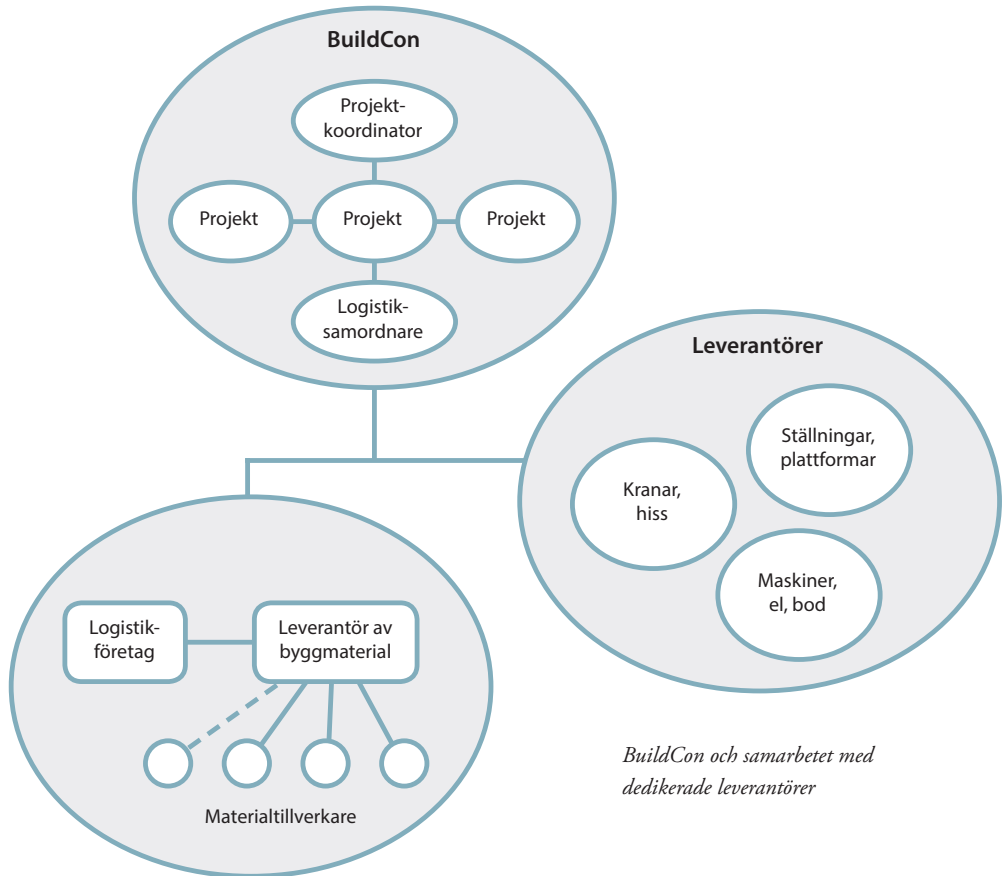 BuildCon
Projekt-
koordinator
Projekt
Projekt
Projekt
Logistik-
samordnare
Leverantörer
Ställningar,
plattformar
Kranar,
hiss
Maskiner,
el, bod
Logistik-
företag
Leverantör av
byggmaterial
Materialtillverkare
BuildCon och samarbetet med
dedikerade leverantörer